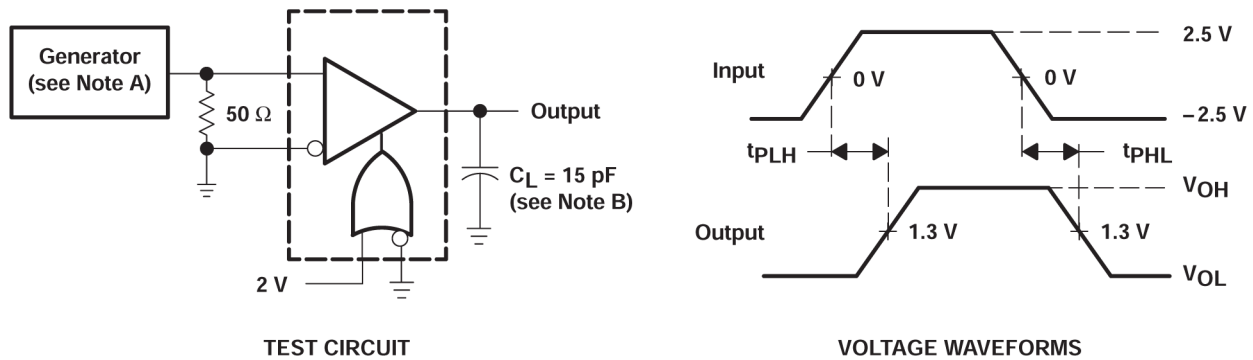 Generator
(see Note A)
50 Ω
Output
CL = 15 pF
(see Note B)
2 V
TEST CIRCUIT
2.5 V
Input
0 V
0 V
−2.5 V
tPLH
tPHL
VOH
Output
1.3 V
1.3 V
VOL
VOLTAGE WAVEFORMS